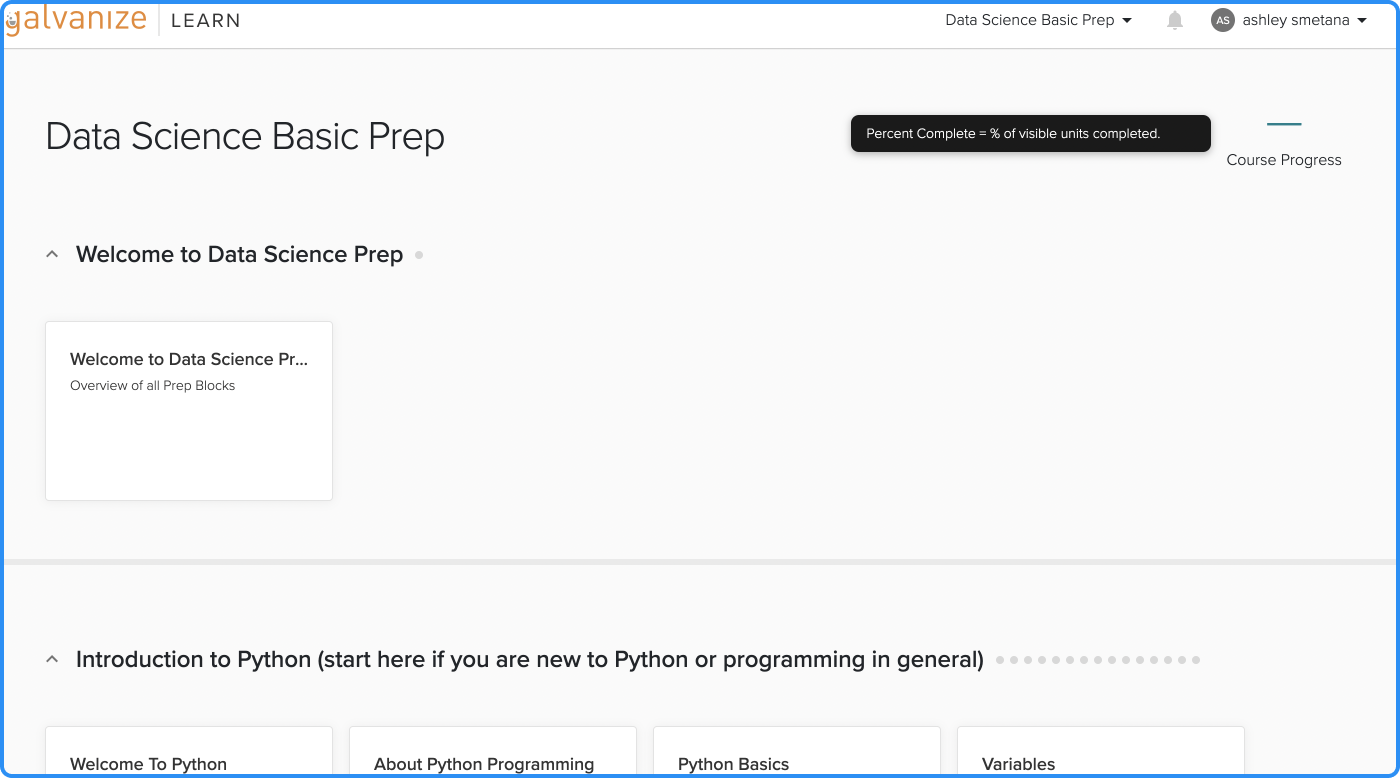 galvanize | LEARN
Data Science Basic Prep
AS ashley smetana
Data Science Basic Prep
Percent Complete = % of visible units completed.
Course Progress
Welcome to Data Science Prep
Welcome to Data Science Pr...
Overview of all Prep Blocks
Introduction to Python (start here if you are new to Python or programming in general)
Welcome To Python
About Python Programming
Python Basics
Variables